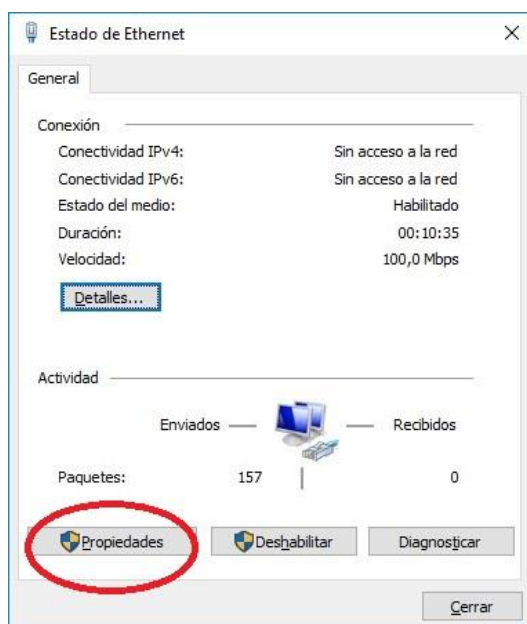 Estado de Ethernet
General
Conexión
Conectividad IPv4: Sin acceso a la red
Conectividad IPv6: Sin acceso a la red
Estado del medio: Habilitado
Duración: 00:10:35
Velocidad: 100,0 Mbps
Detalles...
Actividad
Enviados Recibidos
Paquetes: 157 0
Propiedades Deshabilitar Diagnosticar
Cerrar